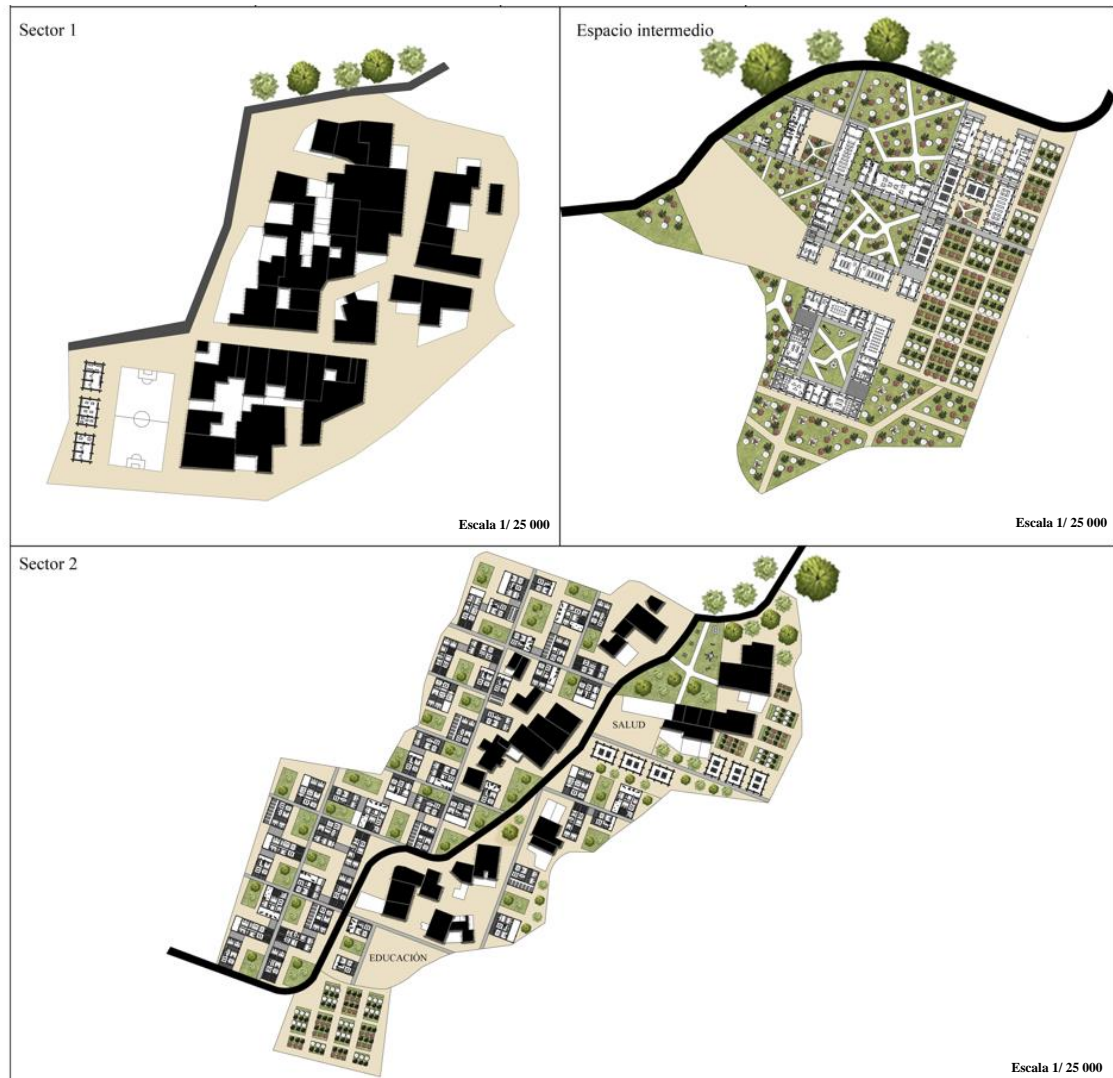 Sector 1
Espacio intermedio
Escala 1/ 25 000
Escala 1/ 25 000
Sector 2
SALUD
EDUCACIÓN
Escala 1/ 25 000